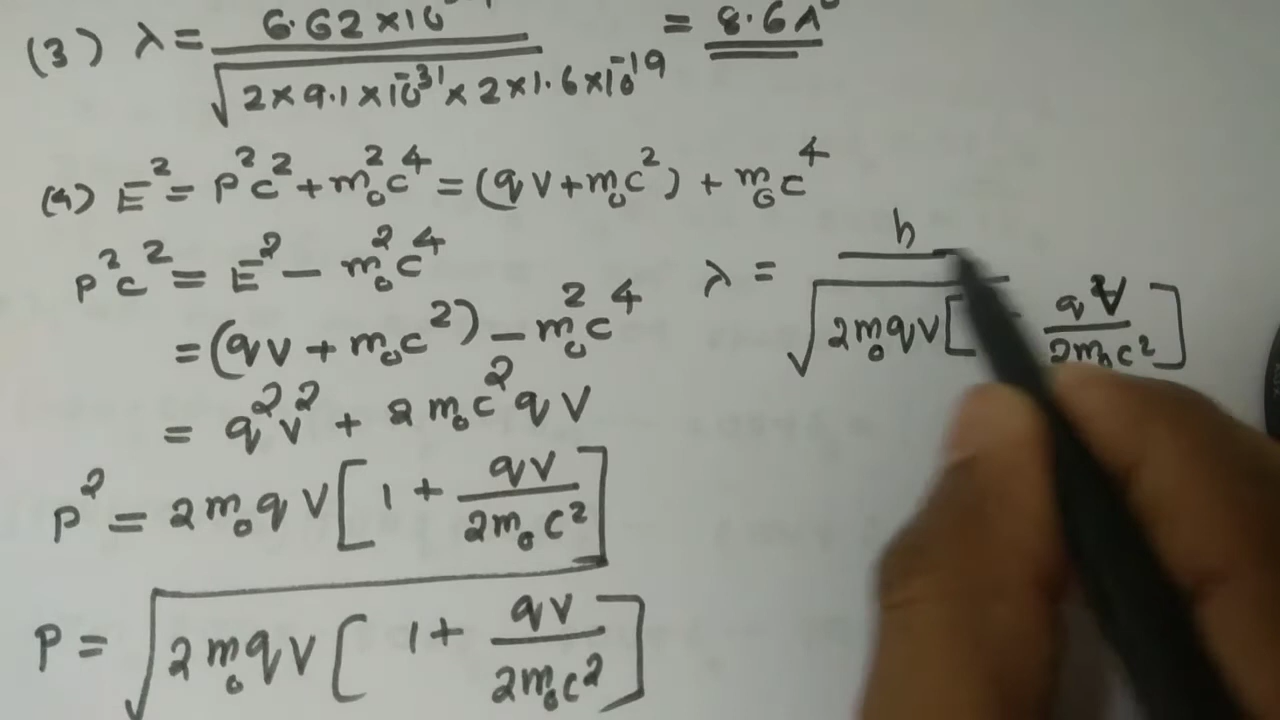 (3) λ = 6.62×10 / √2×9.1×10⁻³¹×2×1.6×10⁻¹⁹ = 8.6A°
(4) E² = P²c² + m₀²c⁴ = (qv + m₀c²) + m₀c⁴
P²c² = E² − m₀²c⁴
= (qv + m₀c²) − m₀²c⁴
= q²v² + 2m₀c²qv
P² = 2m₀qv[1 + qv/2m₀c²]
P = √2m₀qv[1 + qv/2m₀c²]
λ = h / √2m₀qv[ qV/2m₀c²]